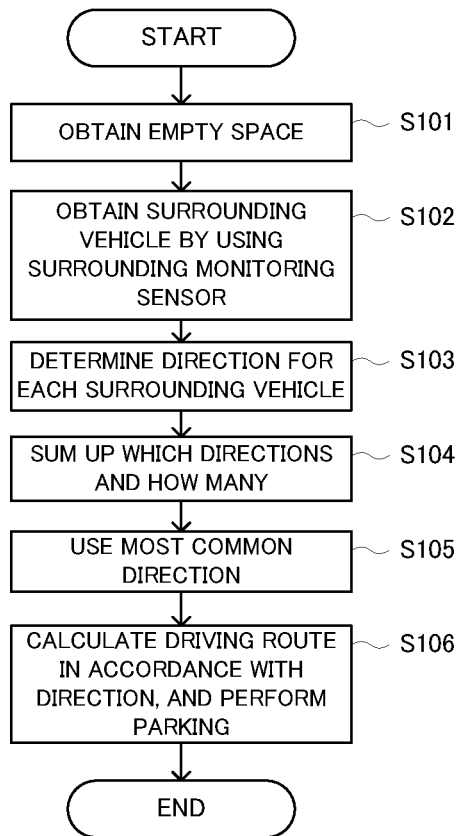 START
OBTAIN EMPTY SPACE
S101
OBTAIN SURROUNDING
VEHICLE BY USING
SURROUNDING MONITORING
SENSOR
S102
DETERMINE DIRECTION FOR
EACH SURROUNDING VEHICLE
S103
SUM UP WHICH DIRECTIONS
AND HOW MANY
S104
USE MOST COMMON
DIRECTION
S105
CALCULATE DRIVING ROUTE
IN ACCORDANCE WITH
DIRECTION, AND PERFORM
PARKING
S106
END